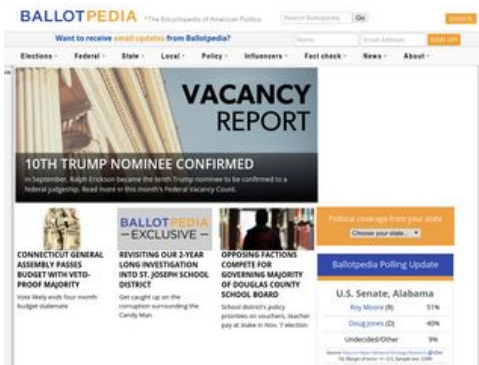 BALLOTPEDIA "The Encyclopedia of American Politics Search Ballotpedia Go DONATE
Want to receive email updates from Ballotpedia? Name Email Address SIGN UP!
Elections Federal State Local Policy Influencers Fact check News About
VACANCY
REPORT
10TH TRUMP NOMINEE CONFIRMED
In September, Ralph Erickson became the tenth Trump nominee to be confirmed to a
federal judgeship. Read more in this month's Federal Vacancy Count.
CONNECTICUT GENERAL
ASSEMBLY PASSES
BUDGET WITH VETO-
PROOF MAJORITY
Vote likely ends four month
budget stalemate
BALLOTPEDIA
—EXCLUSIVE—
REVISITING OUR 2-YEAR
LONG INVESTIGATION
INTO ST. JOSEPH SCHOOL
DISTRICT
Get caught up on the
corruption surrounding the
Candy Man
OPPOSING FACTIONS
COMPETE FOR
GOVERNING MAJORITY
OF DOUGLAS COUNTY
SCHOOL BOARD
School district's policy
priorities on vouchers, teacher
pay at stake in Nov. 7 election
Political coverage from your state
Choose your state...
Ballotpedia Polling Update
U.S. Senate, Alabama
Roy Moore (R) 51%
Doug Jones (D) 40%
Undecided/Other 9%